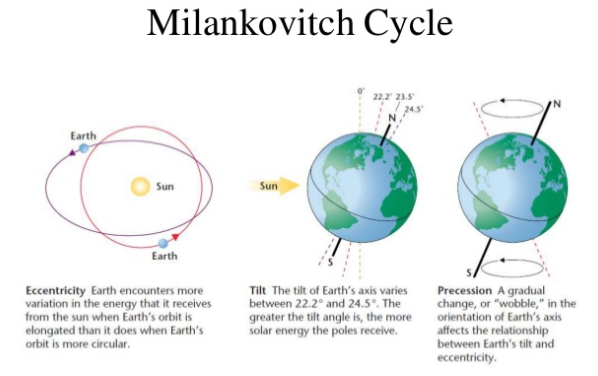 Milankovitch Cycle
Earth
Sun
Earth
Eccentricity Earth encounters more
variation in the energy that it receives
from the sun when Earth's orbit is
elongated than it does when Earth's
orbit is more circular.
0°
22.2° 23.5°
24.5°
N
Sun
S
Tilt The tilt of Earth's axis varies
between 22.2° and 24.5°. The
greater the tilt angle is, the more
solar energy the poles receive.
N
S
Precession A gradual
change, or "wobble," in the
orientation of Earth's axis
affects the relationship
between Earth's tilt and
eccentricity.